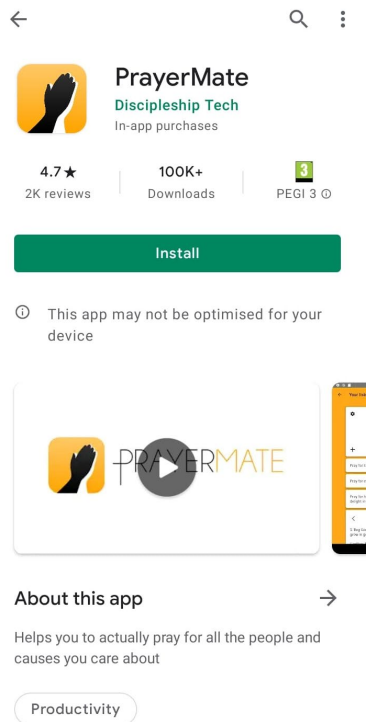 PrayerMate
Discipleship Tech
In-app purchases
4.7★ 100K+ 3
2K reviews Downloads PEGI 3
Install
This app may not be optimised for your
device
PRAYERMATE
About this app
Helps you to actually pray for all the people and
causes you care about
Productivity